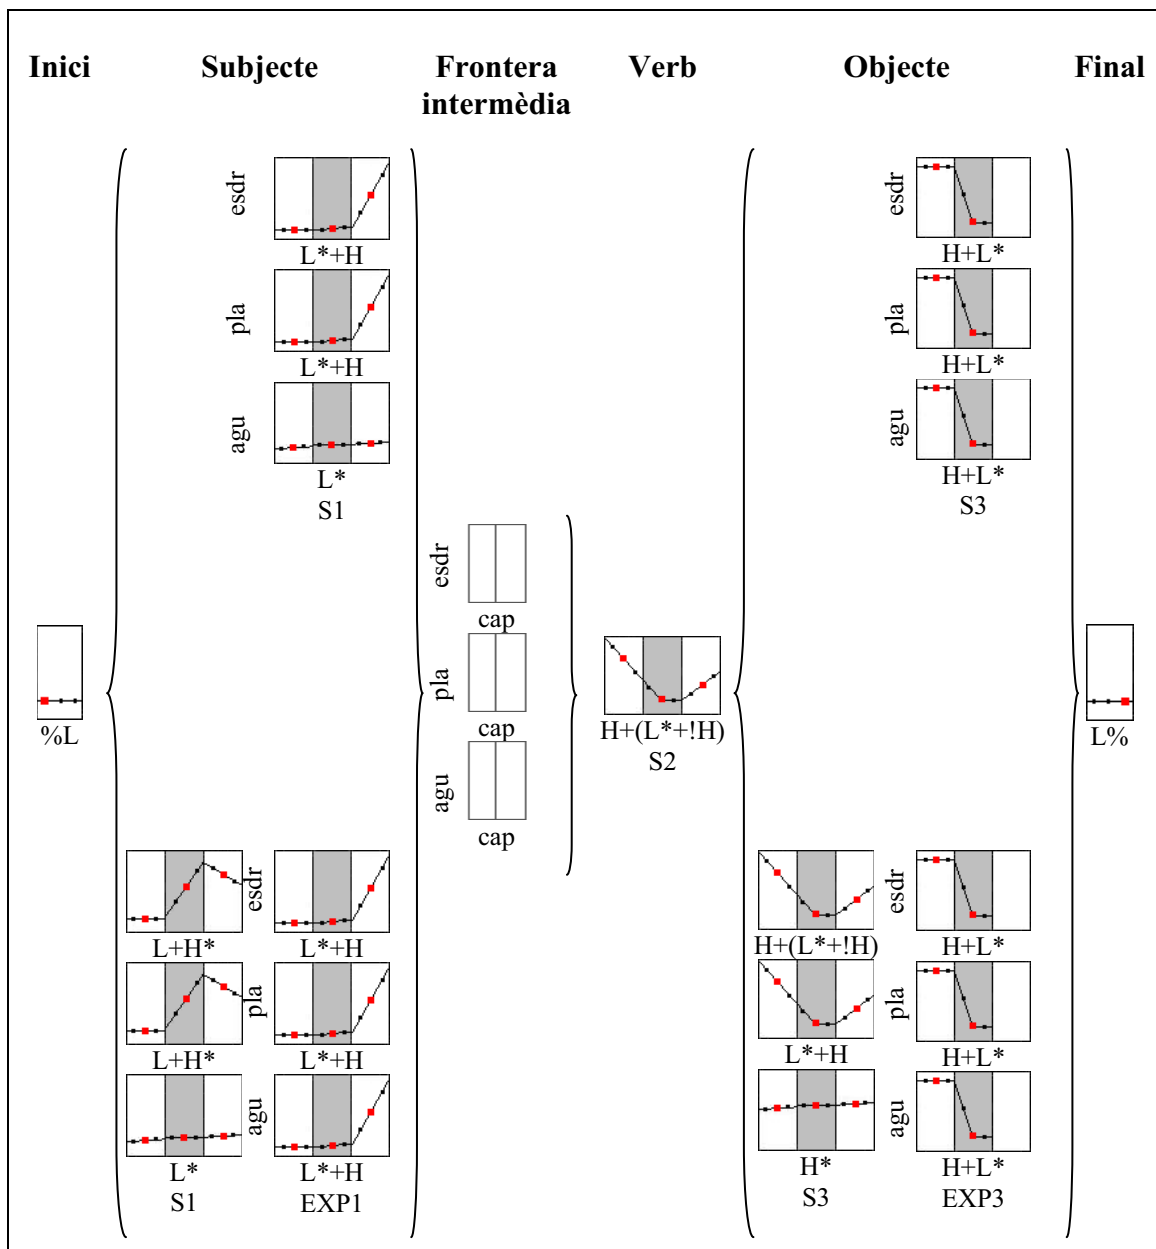 Inici Subjecte Frontera intermèdia Verb Objecte Final
esdr
L*+H
pla
L*+H
agu
L*
S1
esdr
H+L*
pla
H+L*
agu
H+L*
S3
esdr
cap
pla
cap
agu
cap
%L
H+(L*+!H)
S2
L%
esdr
L+H* L*+H
pla
L+H* L*+H
agu
L* L*+H
S1 EXP1
esdr
H+(L*+!H) H+L*
pla
L*+H H+L*
agu
H* H+L*
S3 EXP3